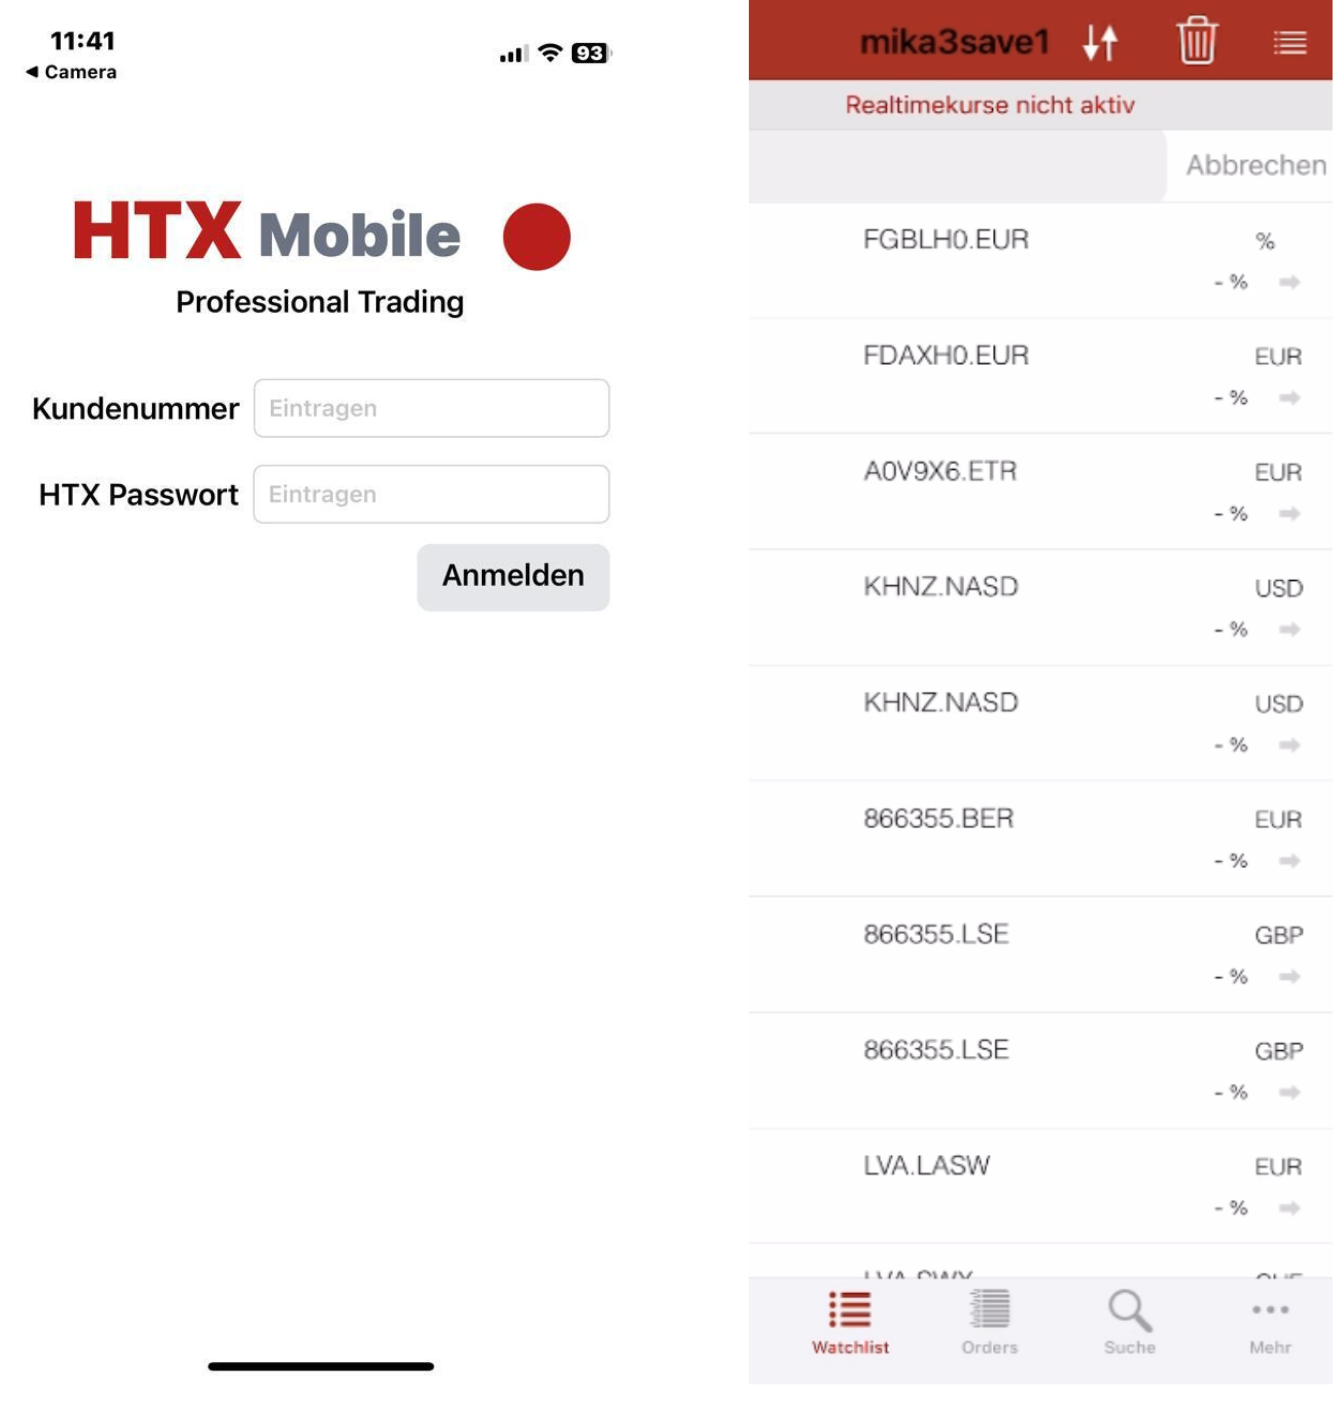 11:41
93
◀ Camera
HTX Mobile
Professional Trading
Kundenummer
Eintragen
HTX Passwort
Eintragen
Anmelden
mika3save1
Realtimekurse nicht aktiv
Abbrechen
FGBLH0.EUR %
- %
FDAXH0.EUR EUR
- %
A0V9X6.ETR EUR
- %
KHNZ.NASD USD
- %
KHNZ.NASD USD
- %
866355.BER EUR
- %
866355.LSE GBP
- %
866355.LSE GBP
- %
LVA.LASW EUR
- %
Watchlist Orders Suche Mehr